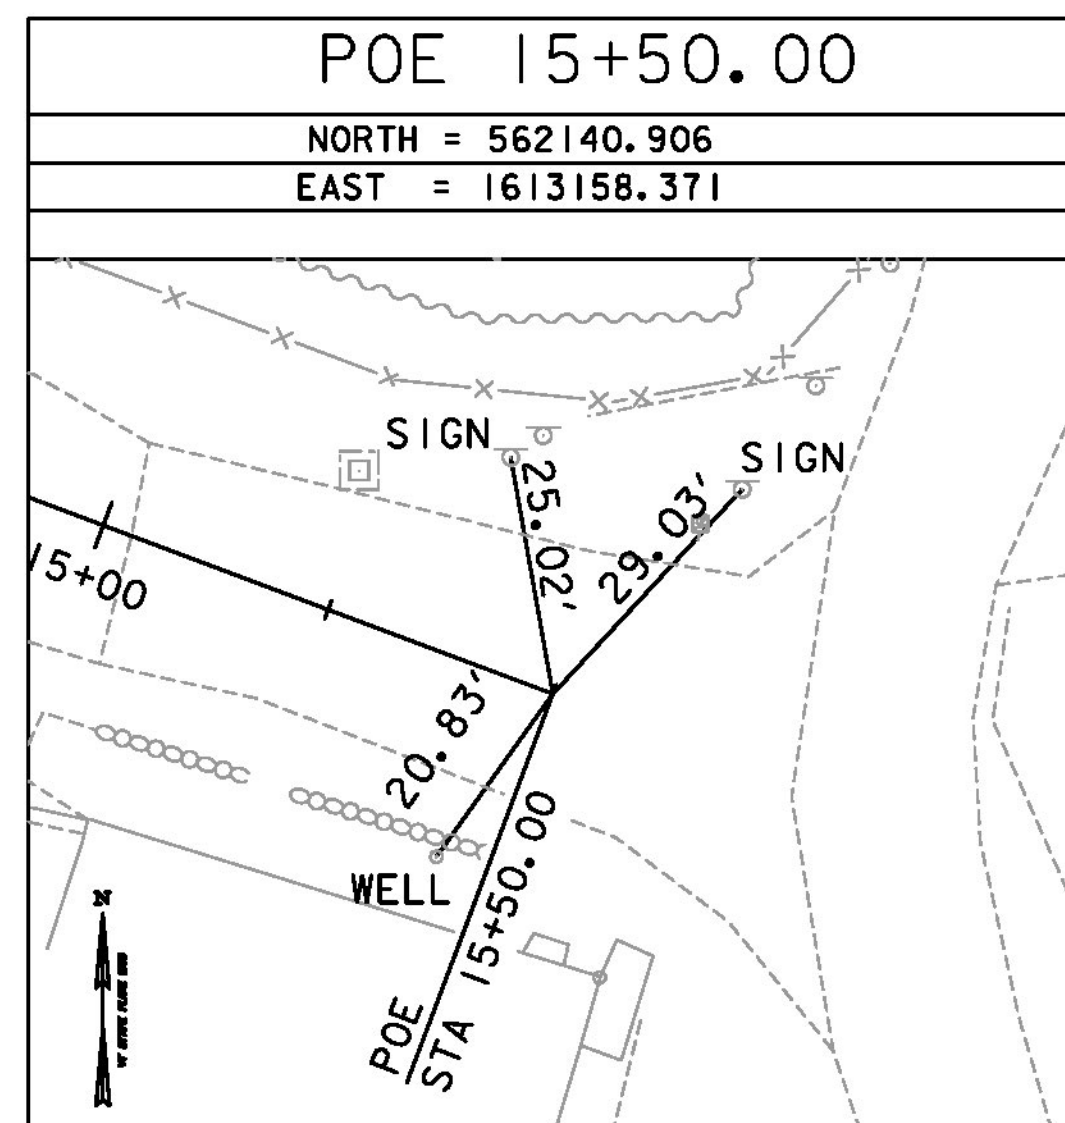 POE 15+50.00
NORTH = 562140.906
EAST = 1613158.371
SIGN
SIGN
25.02'
29.03'
15+00
20.83'
WELL
POE
STA 15+50.00
N